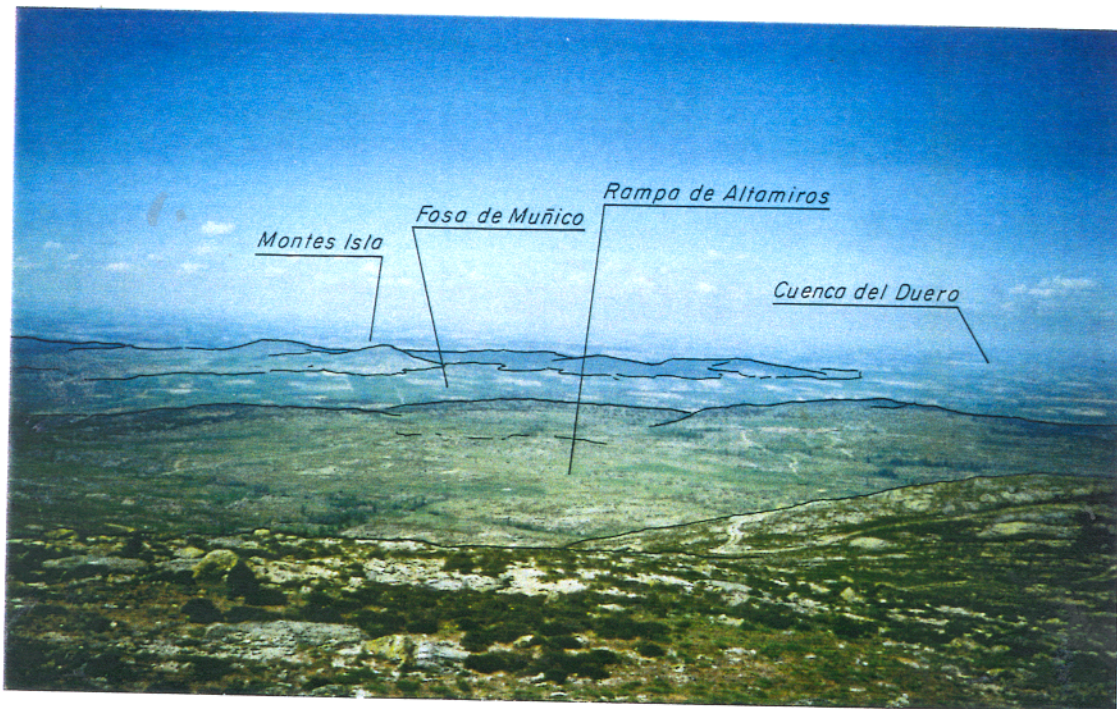 Rampa de Altamiros
Fosa de Muñico
Montes Isla
Cuenca del Duero